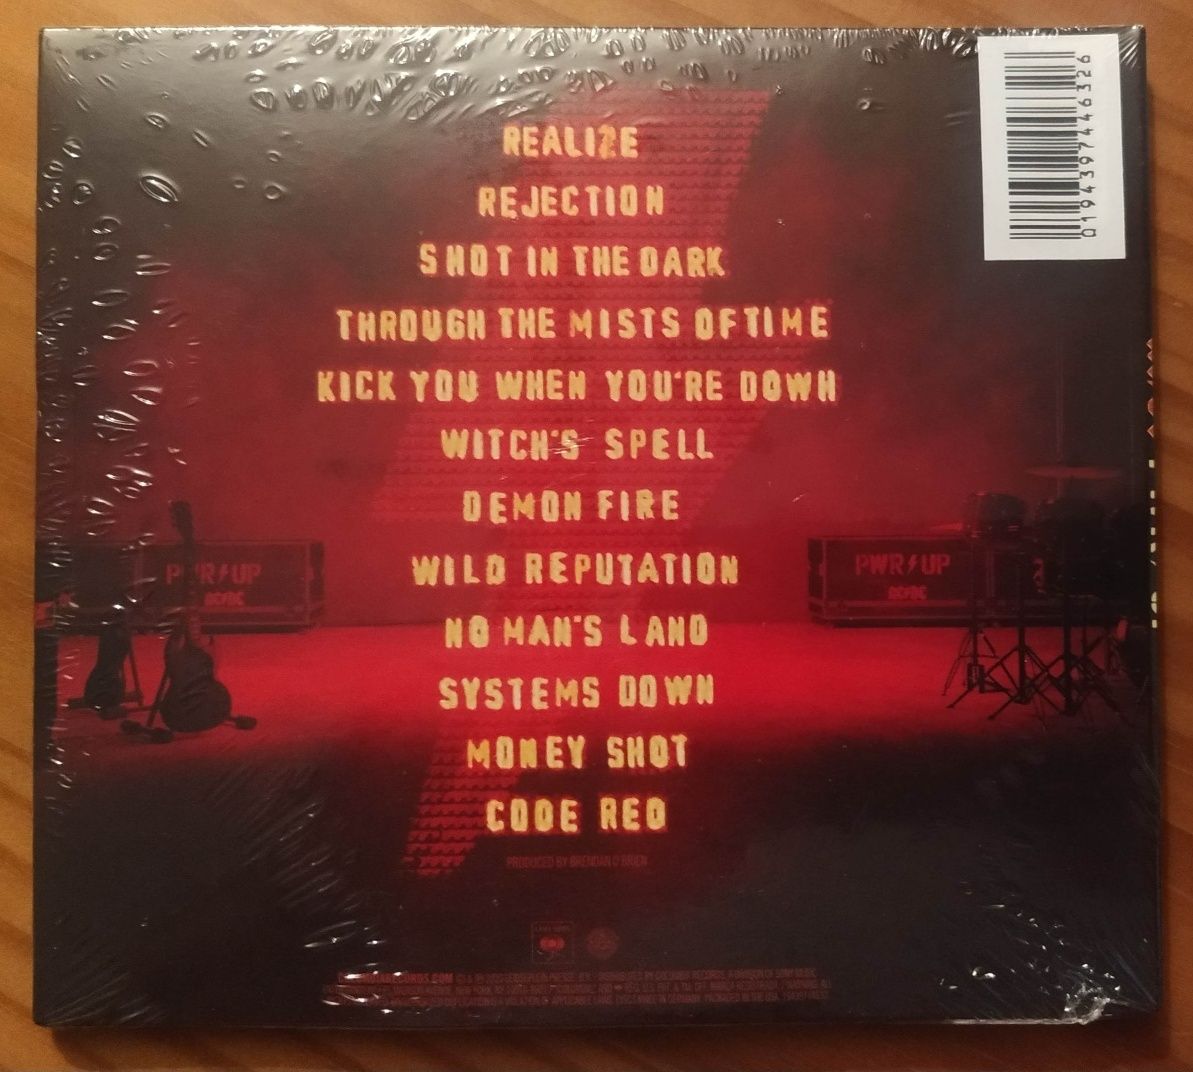 REALIZE
REJECTION
SHOT IN THE DARK
THROUGH THE MISTS OF TIME
KICK YOU WHEN YOU'RE DOWN
WITCH'S SPELL
DEMON FIRE
WILD REPUTATION
NO MAN'S LAND
SYSTEMS DOWN
MONEY SHOT
CODE RED
PRODUCED BY BRENDAN O'BRIEN
PWR⚡UP
AC/DC
PWR⚡UP
AC/DC
0194397446326